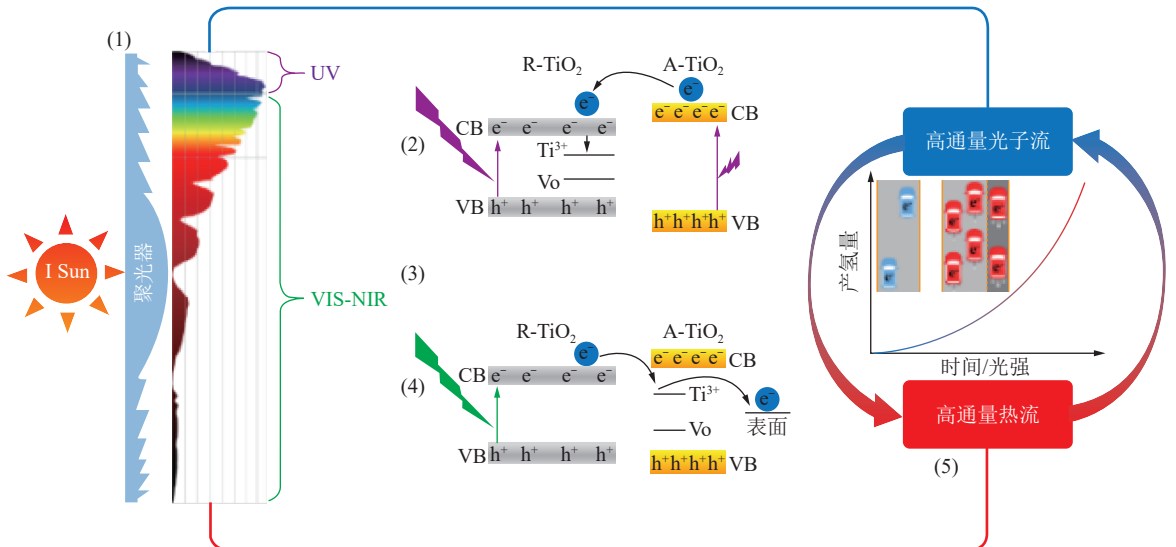 (1)
UV
VIS-NIR
I Sun
聚光器
(2)
R-TiO₂
A-TiO₂
e⁻
e⁻
CB
e⁻ e⁻ e⁻ e⁻
e⁻ e⁻ e⁻ e⁻
CB
Ti³⁺
Vo
VB
h⁺ h⁺ h⁺ h⁺
h⁺h⁺h⁺h⁺
VB
(3)
(4)
R-TiO₂
A-TiO₂
e⁻
e⁻ e⁻ e⁻ e⁻
CB
CB
e⁻ e⁻ e⁻ e⁻
Ti³⁺
e⁻
表面
Vo
VB
h⁺ h⁺ h⁺ h⁺
h⁺h⁺h⁺h⁺
VB
高通量光子流
产氢量
e⁻
e⁻
e⁻
e⁻
e⁻
e⁻
e⁻
e⁻
时间/光强
高通量热流
(5)